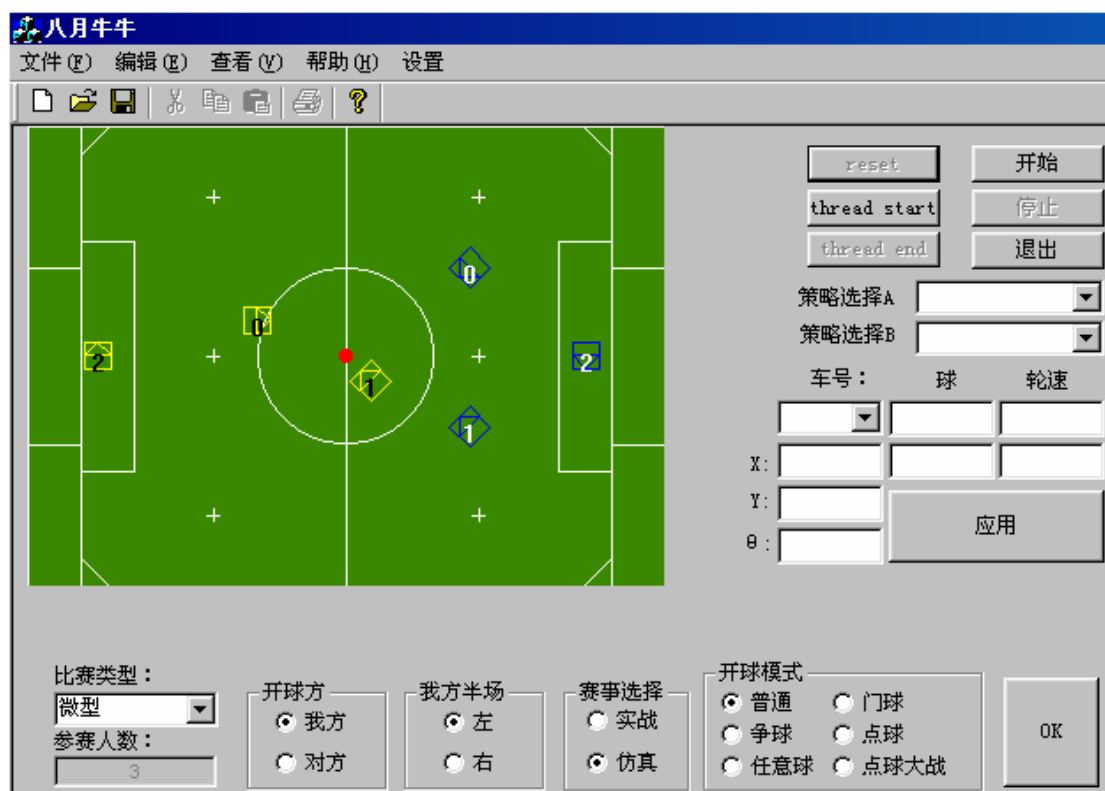 八月牛牛
文件(F) 编辑(E) 查看(V) 帮助(H) 设置
reset 开始
thread start 停止
thread end 退出
策略选择A
策略选择B
车号： 球 轮速
X:
Y:
θ:
应用
0
0
2
1
2
1
比赛类型：
微型
参赛人数：
3
开球方
我方
对方
我方半场
左
右
赛事选择
实战
仿真
开球模式
普通 门球
争球 点球
任意球 点球大战
OK